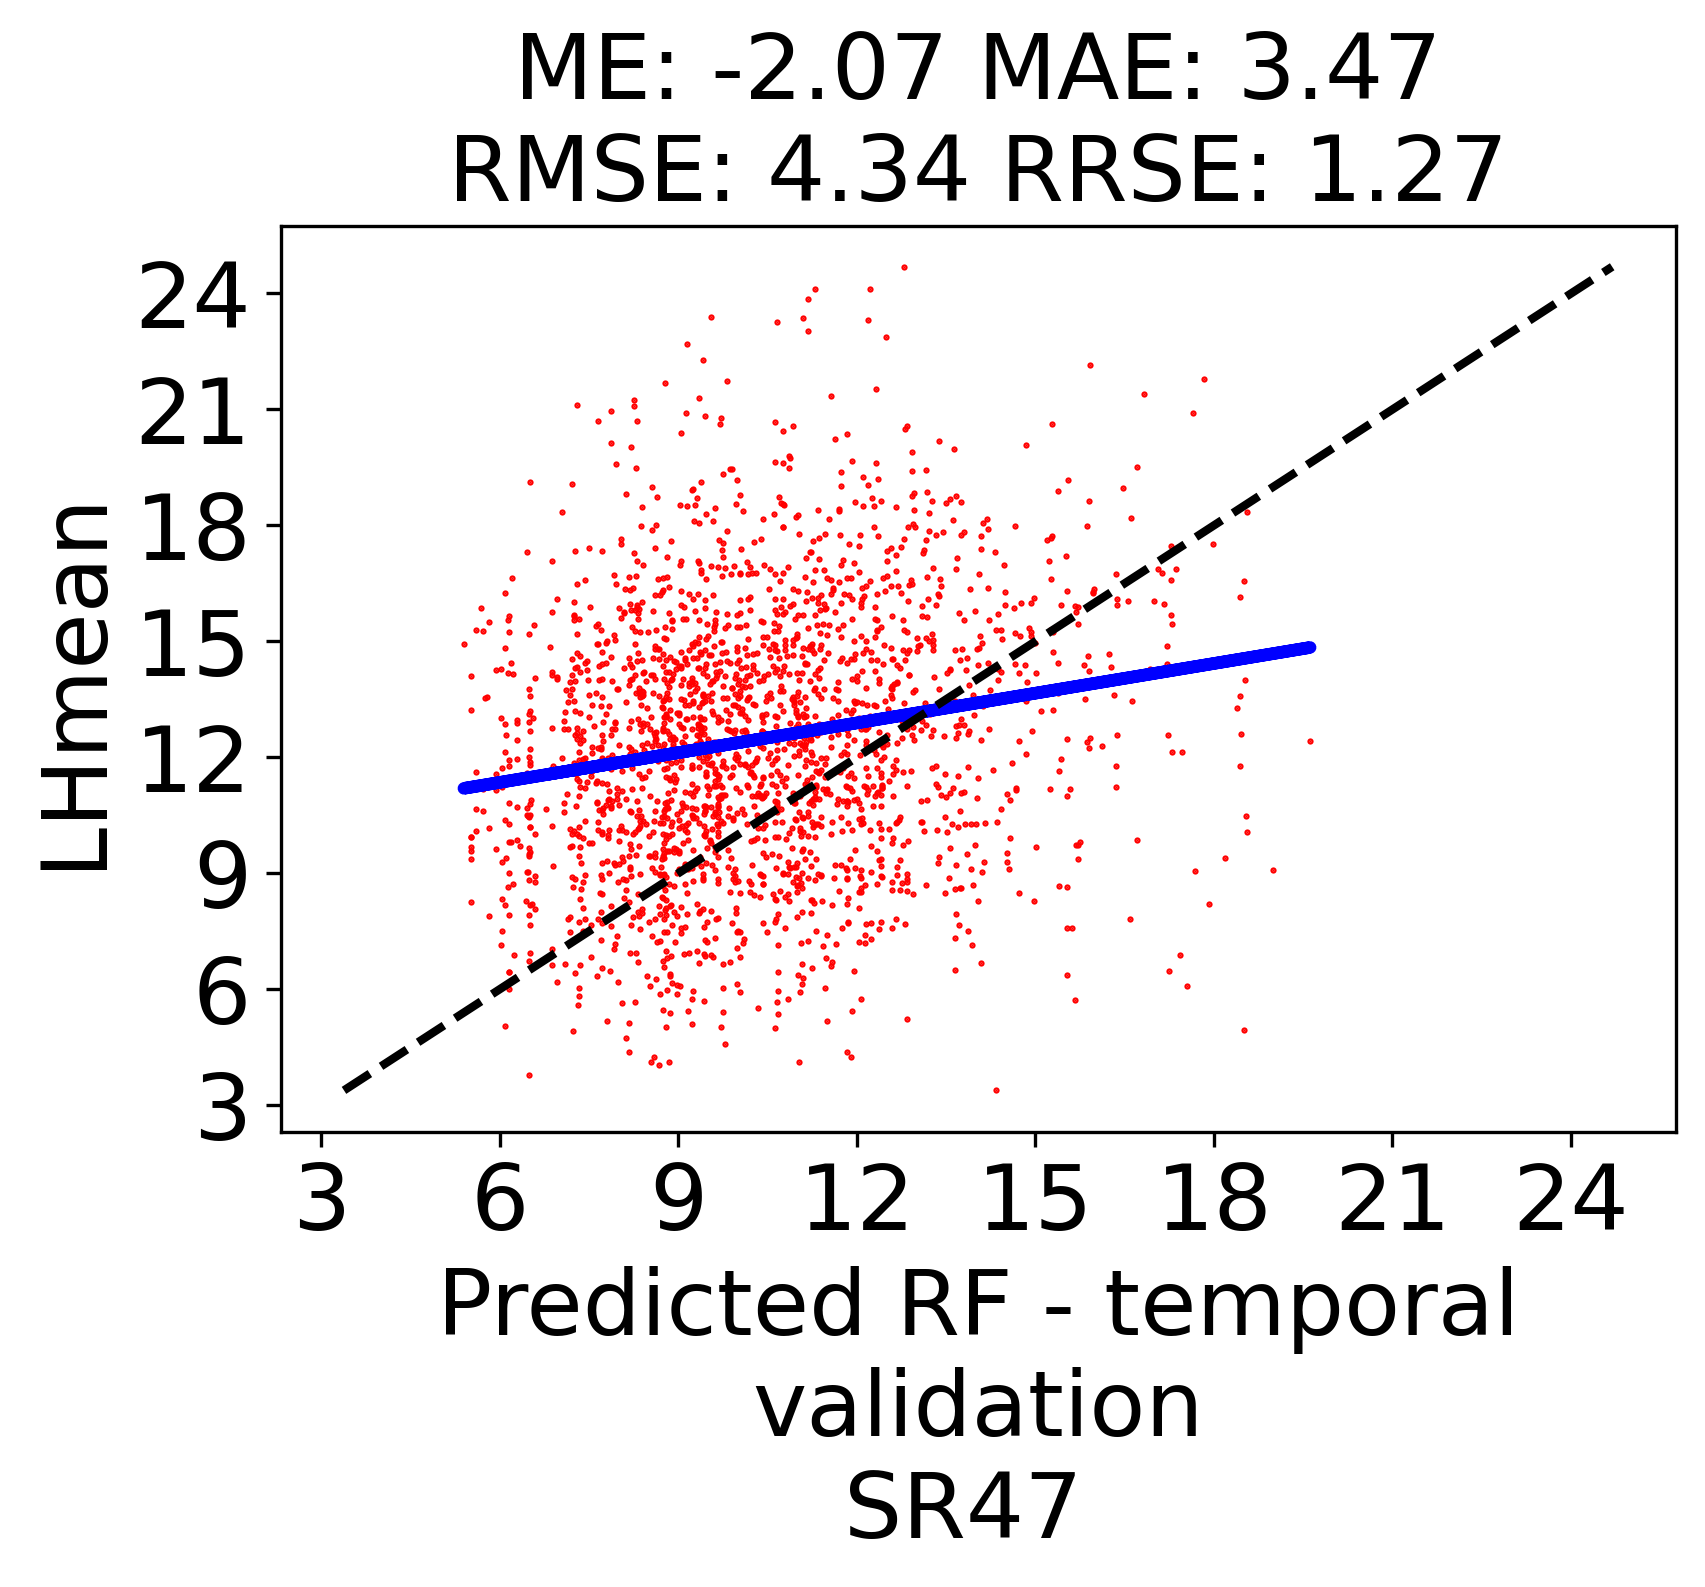 ME: -2.07 MAE: 3.47
RMSE: 4.34 RRSE: 1.27
24
21
18
15
12
9
6
3
LHmean
3 6 9 12 15 18 21 24
Predicted RF - temporal
validation
SR47